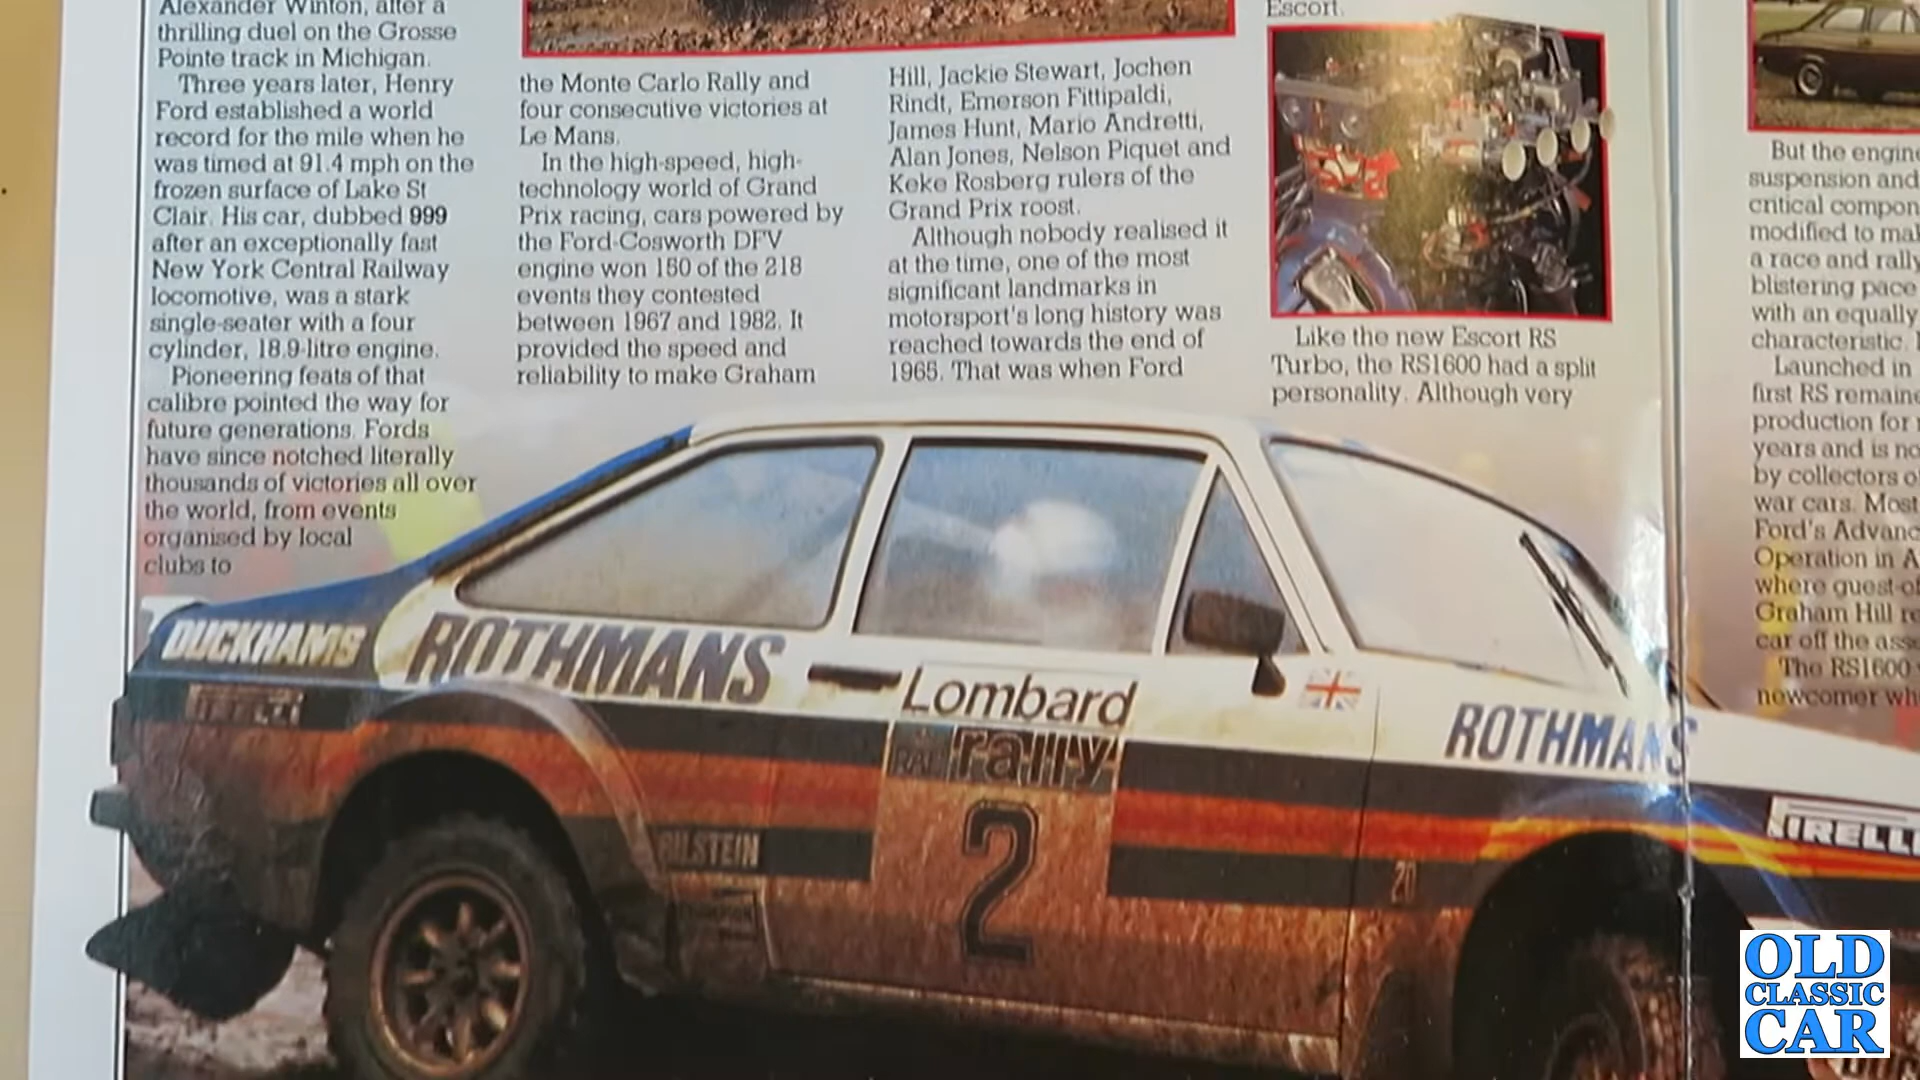 Alexander Winton, after a
thrilling duel on the Grosse
Pointe track in Michigan.
Three years later, Henry
Ford established a world
record for the mile when he
was timed at 91.4 mph on the
frozen surface of Lake St
Clair. His car, dubbed 999
after an exceptionally fast
New York Central Railway
locomotive, was a stark
single-seater with a four
cylinder, 18.9-litre engine.
Pioneering feats of that
calibre pointed the way for
future generations. Fords
have since notched literally
thousands of victories all over
the world, from events
organised by local
clubs to
the Monte Carlo Rally and
four consecutive victories at
Le Mans.
In the high-speed, high-
technology world of Grand
Prix racing, cars powered by
the Ford-Cosworth DFV
engine won 150 of the 218
events they contested
between 1967 and 1982. It
provided the speed and
reliability to make Graham
Hill, Jackie Stewart, Jochen
Rindt, Emerson Fittipaldi,
James Hunt, Mario Andretti,
Alan Jones, Nelson Piquet and
Keke Rosberg rulers of the
Grand Prix roost.
Although nobody realised it
at the time, one of the most
significant landmarks in
motorsport's long history was
reached towards the end of
1965. That was when Ford
Escort.
Like the new Escort RS
Turbo, the RS1600 had a split
personality. Although very
But the engine
suspension and
critical compon
modified to mak
a race and rally
blistering pace
with an equally
characteristic.
Launched in
first RS remaine
production for
years and is no
by collectors o
war cars. Most
Ford's Advanc
Operation in A
where guest-of
Graham Hill re
car off the asse
The RS1600
newcomer wh
DUCKHAMS
PIRELLI
ROTHMANS
Lombard
RAC rally
2
BILSTEIN
ROTHMANS
PIRELLI
OLD
CLASSIC
CAR